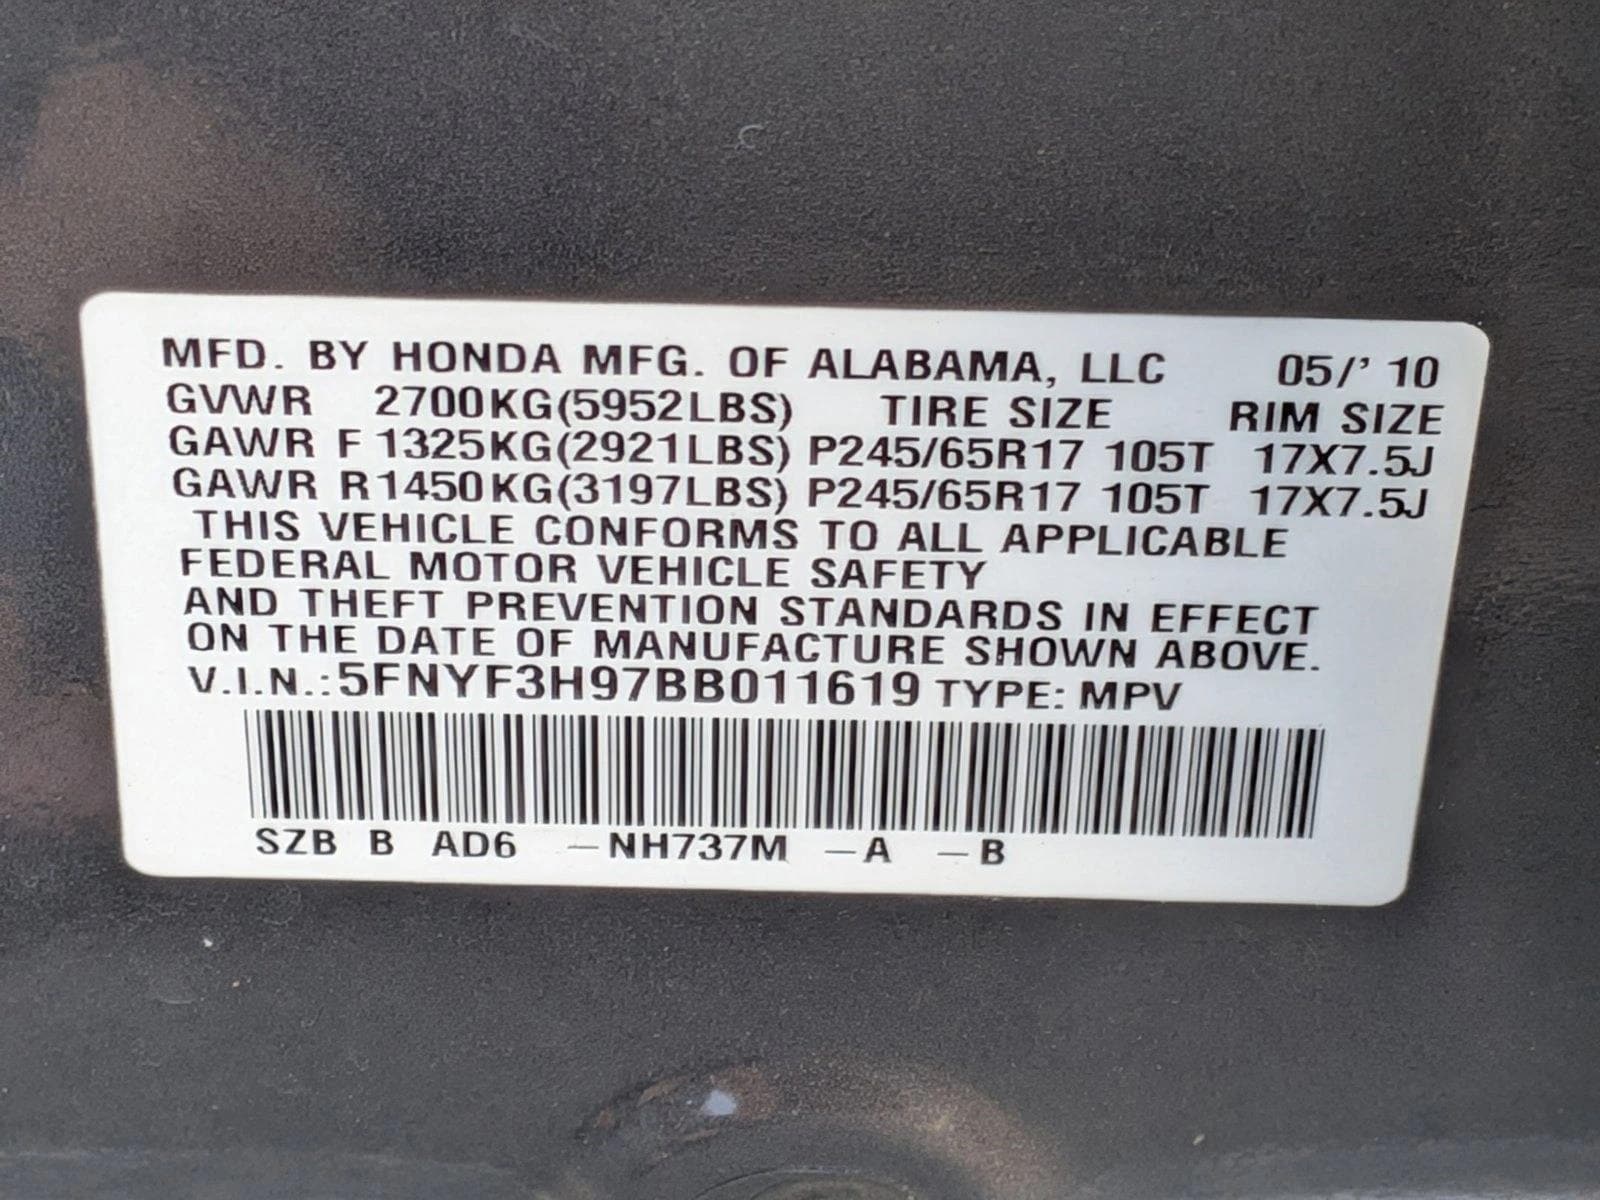 MFD. BY HONDA MFG. OF ALABAMA, LLC 05/' 10
GVWR 2700KG(5952LBS) TIRE SIZE RIM SIZE
GAWR F 1325KG(2921LBS) P245/65R17 105T 17X7.5J
GAWR R 1450KG(3197LBS) P245/65R17 105T 17X7.5J
THIS VEHICLE CONFORMS TO ALL APPLICABLE
FEDERAL MOTOR VEHICLE SAFETY
AND THEFT PREVENTION STANDARDS IN EFFECT
ON THE DATE OF MANUFACTURE SHOWN ABOVE.
V.I.N.: 5FNYF3H97BB011619 TYPE: MPV
SZB B AD6 –NH737M –A –B